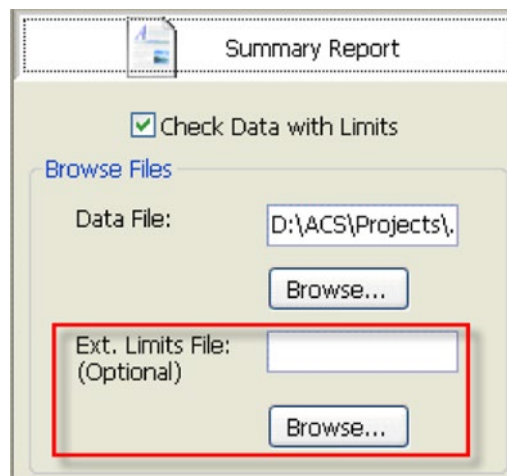 Summary Report
Check Data with Limits
Browse Files
Data File:
D:\ACS\Projects\.
Browse...
Ext. Limits File:
(Optional)
Browse...